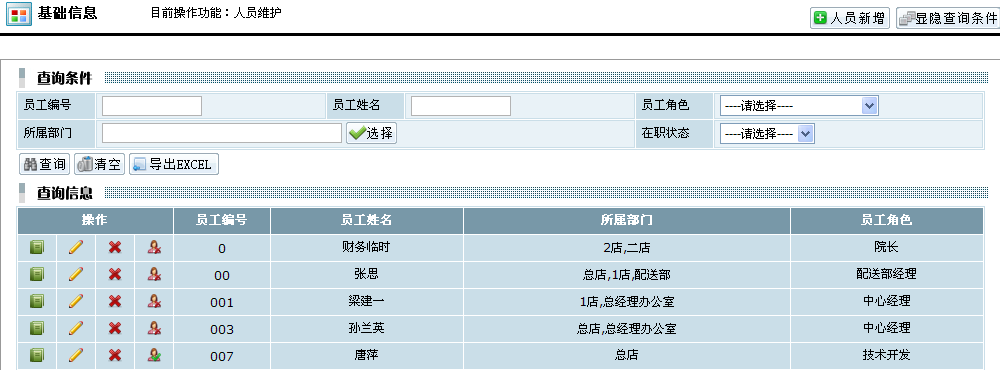 基础信息 目前操作功能：人员维护 人员新增 显隐查询条件
查询条件
员工编号 员工姓名 员工角色 ----请选择----
所属部门 选择 在职状态 ----请选择----
查询 清空 导出EXCEL
查询信息
操作 员工编号 员工姓名 所属部门 员工角色
0 财务临时 2店,二店 院长
00 张思 总店,1店,配送部 配送部经理
001 梁建一 1店,总经理办公室 中心经理
003 孙兰英 总店,总经理办公室 中心经理
007 唐萍 总店 技术开发